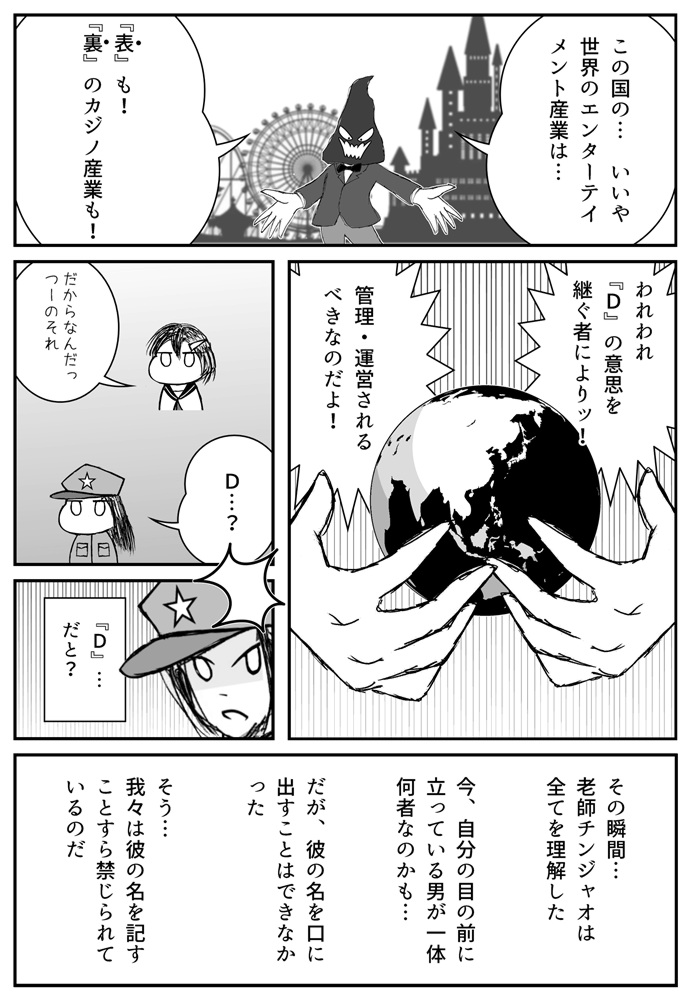 この国の… いいや
世界のエンターテイ
メント産業は…
『表』も！
『裏』のカジノ産業も！
われわれ
『D』の意思を
継ぐ者によりッ！
管理・運営される
べきなのだよ！
だからなんだっ
つーのそれ
D…？
『D』…
だと？
その瞬間…
老師チンジャオは
全てを理解した
今、自分の目の前に
立っている男が一体
何者なのかも…
だが、彼の名を口に
出すことはできなか
った
そう…
我々は彼の名を記す
ことすら禁じられて
いるのだ